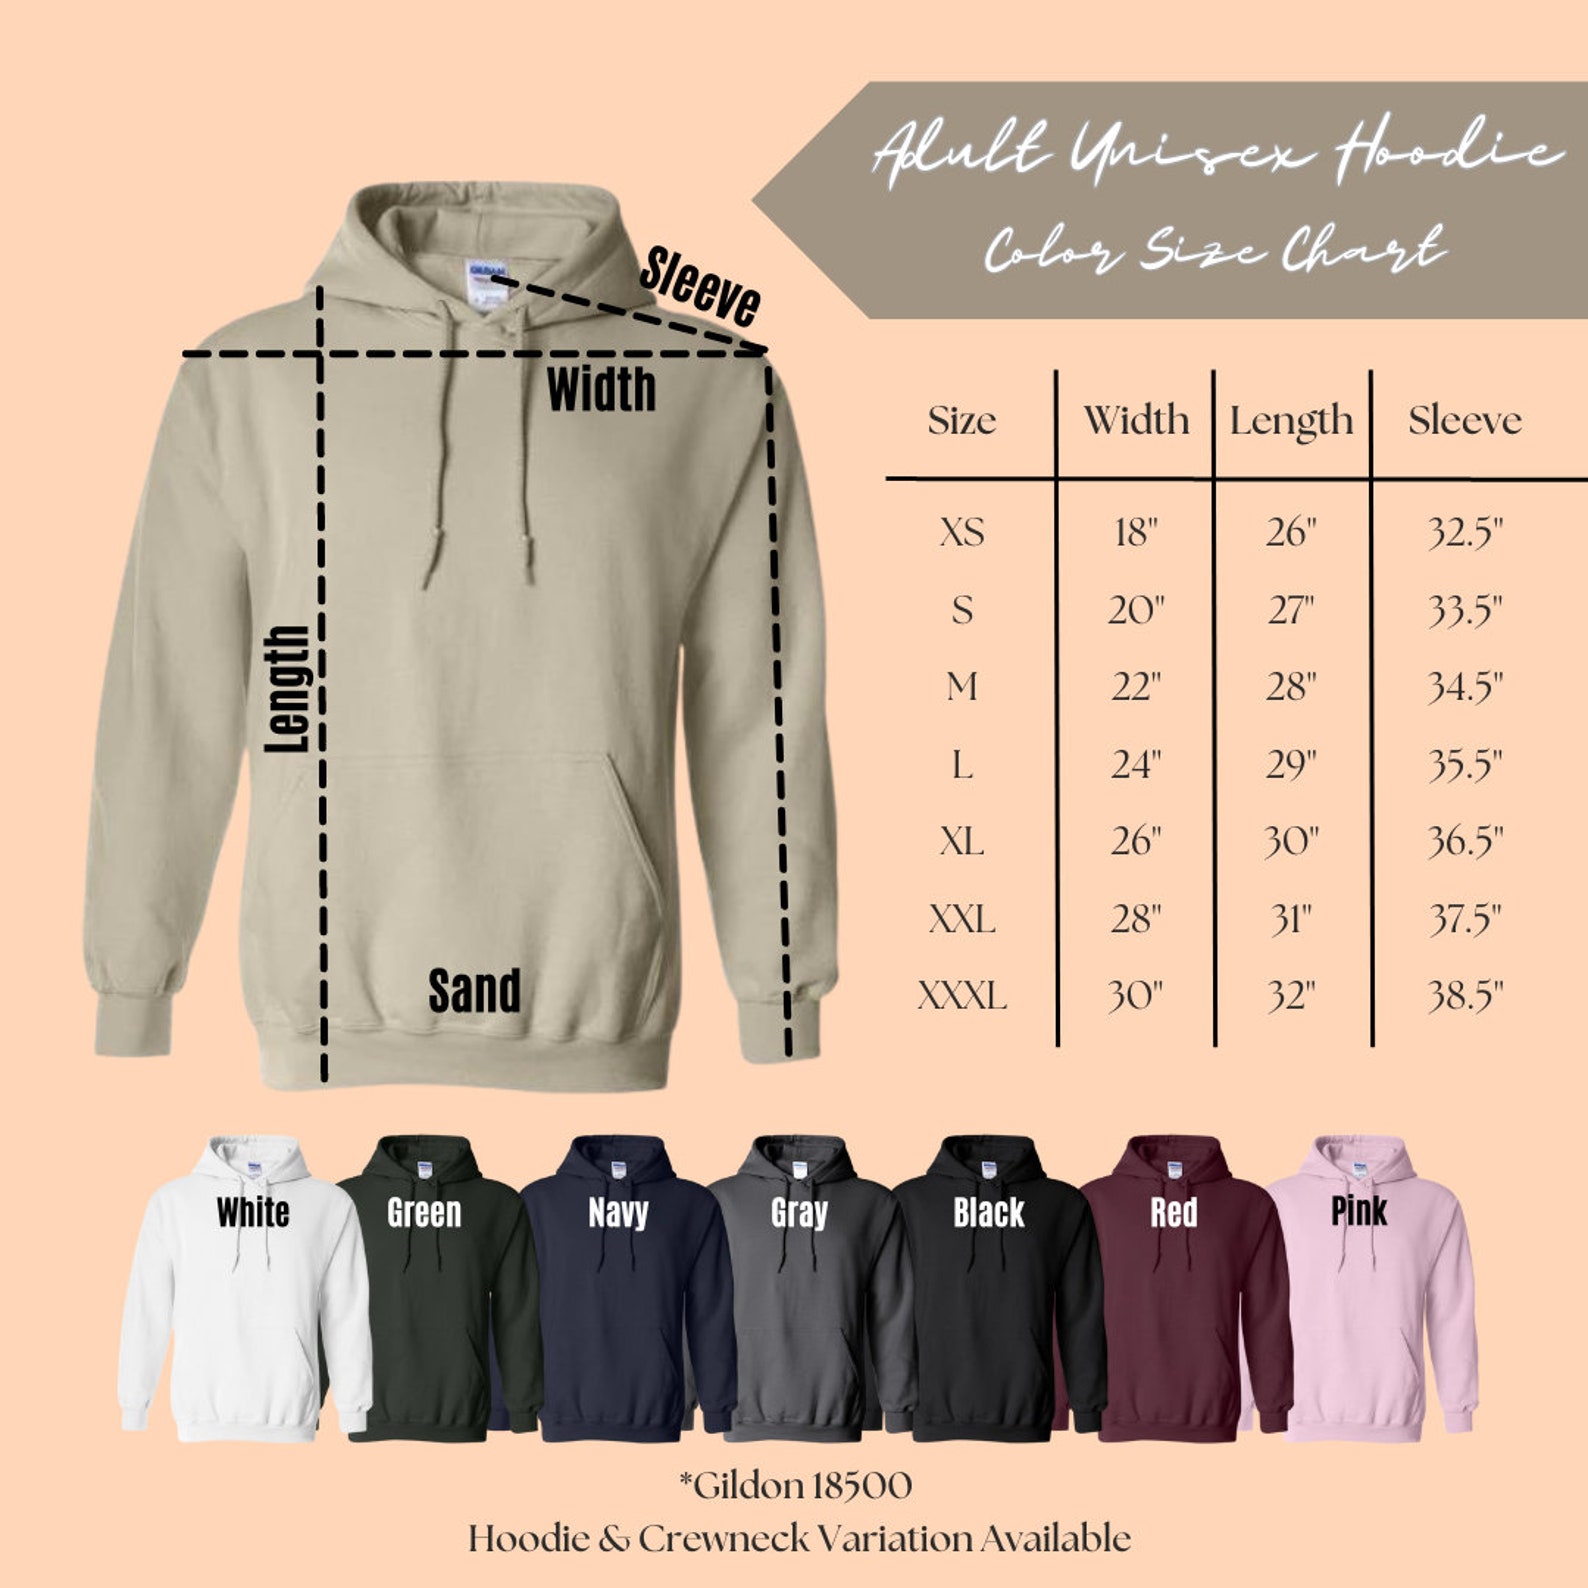 Adult Unisex Hoodie
Color Size Chart
Sleeve
Width
Length
Sand
Size Width Length Sleeve
XS 18" 26" 32.5"
S 20" 27" 33.5"
M 22" 28" 34.5"
L 24" 29" 35.5"
XL 26" 30" 36.5"
XXL 28" 31" 37.5"
XXXL 30" 32" 38.5"
White Green Navy Gray Black Red Pink
*Gildon 18500
Hoodie & Crewneck Variation Available